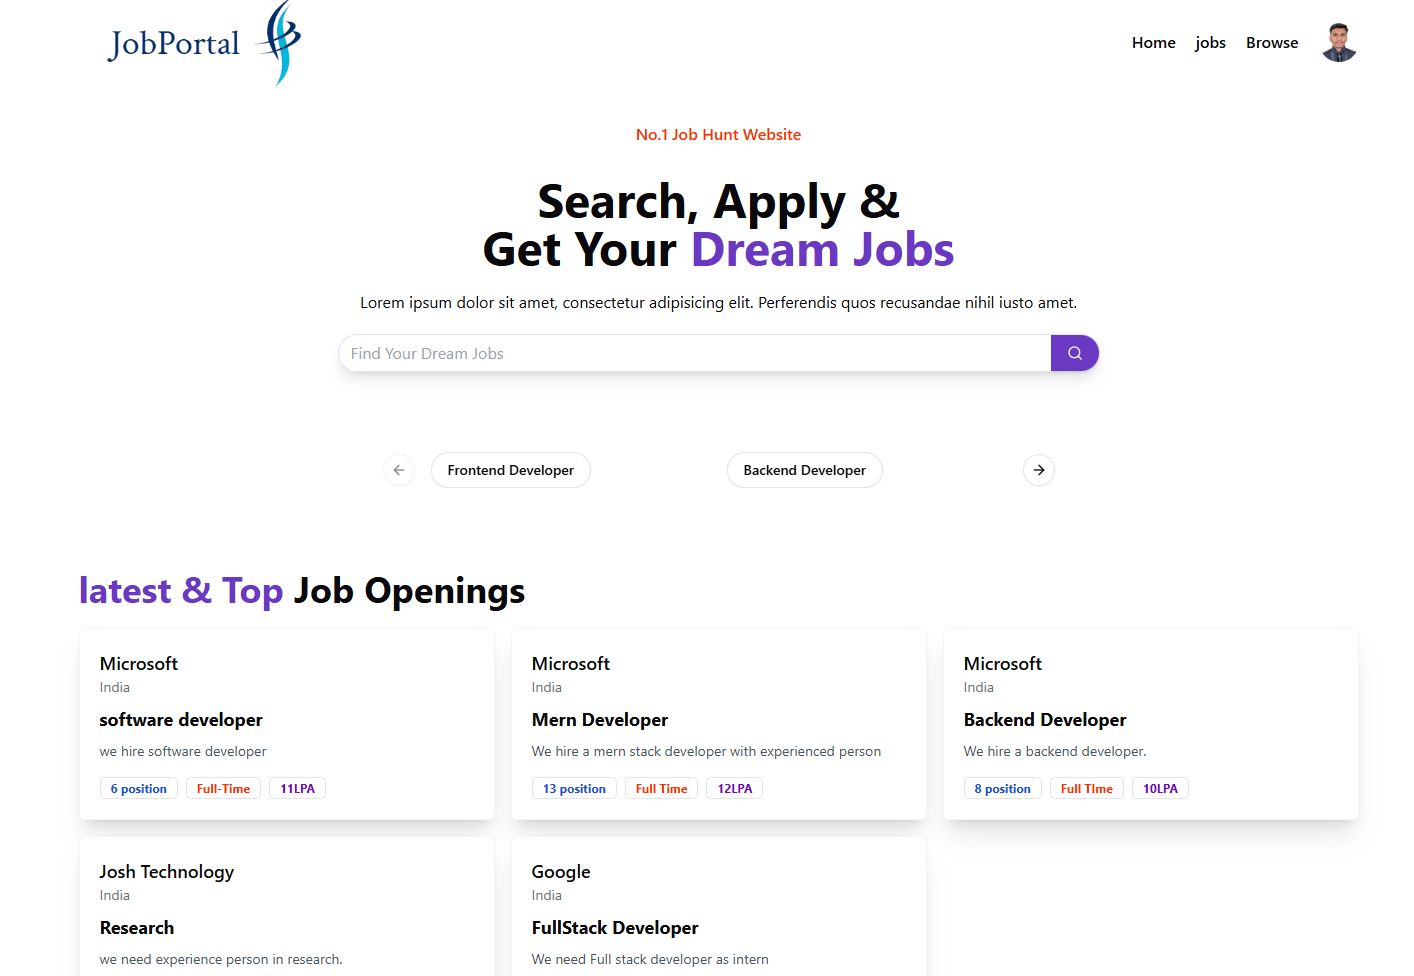 JobPortal
Home jobs Browse
No.1 Job Hunt Website
Search, Apply &
Get Your Dream Jobs
Lorem ipsum dolor sit amet, consectetur adipisicing elit. Perferendis quos recusandae nihil iusto amet.
Find Your Dream Jobs
Frontend Developer Backend Developer
latest & Top Job Openings
Microsoft
India
software developer
we hire software developer
6 position Full-Time 11LPA
Microsoft
India
Mern Developer
We hire a mern stack developer with experienced person
13 position Full Time 12LPA
Microsoft
India
Backend Developer
We hire a backend developer.
8 position Full TIme 10LPA
Josh Technology
India
Research
we need experience person in research.
Google
India
FullStack Developer
We need Full stack developer as intern